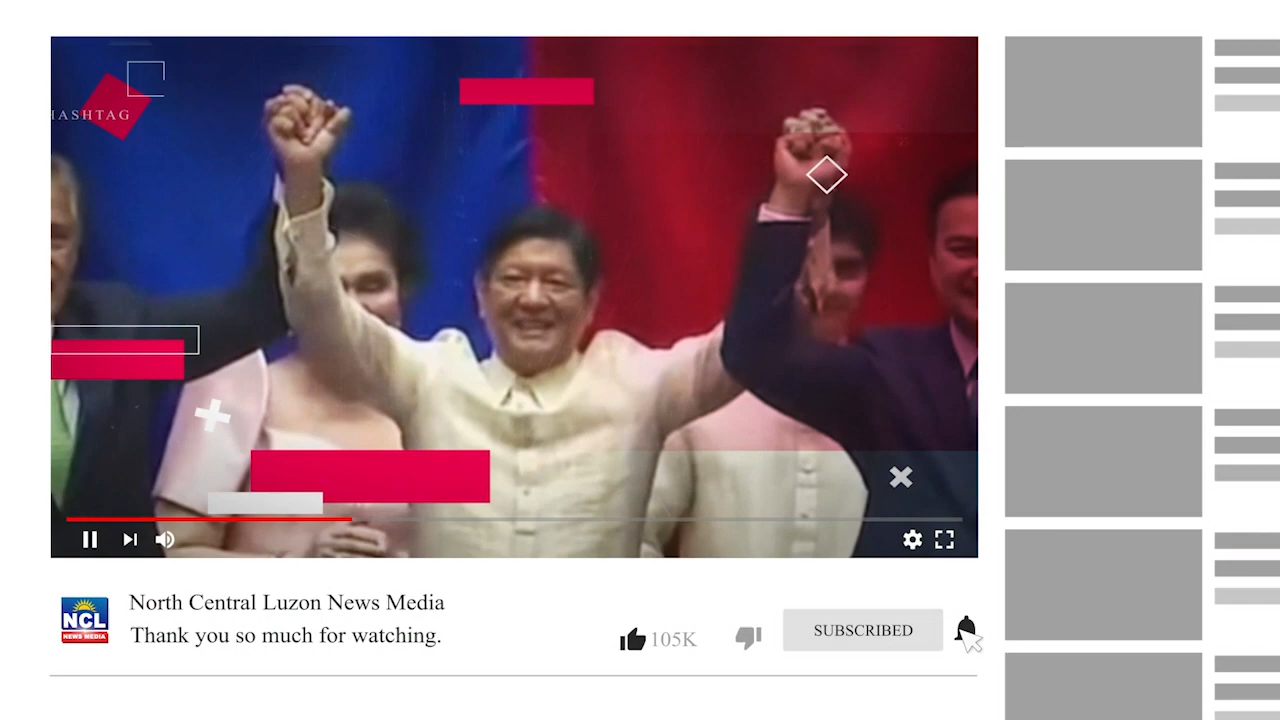 HASHTAG
North Central Luzon News Media
Thank you so much for watching.
NCL
NEWS MEDIA
105K
SUBSCRIBED